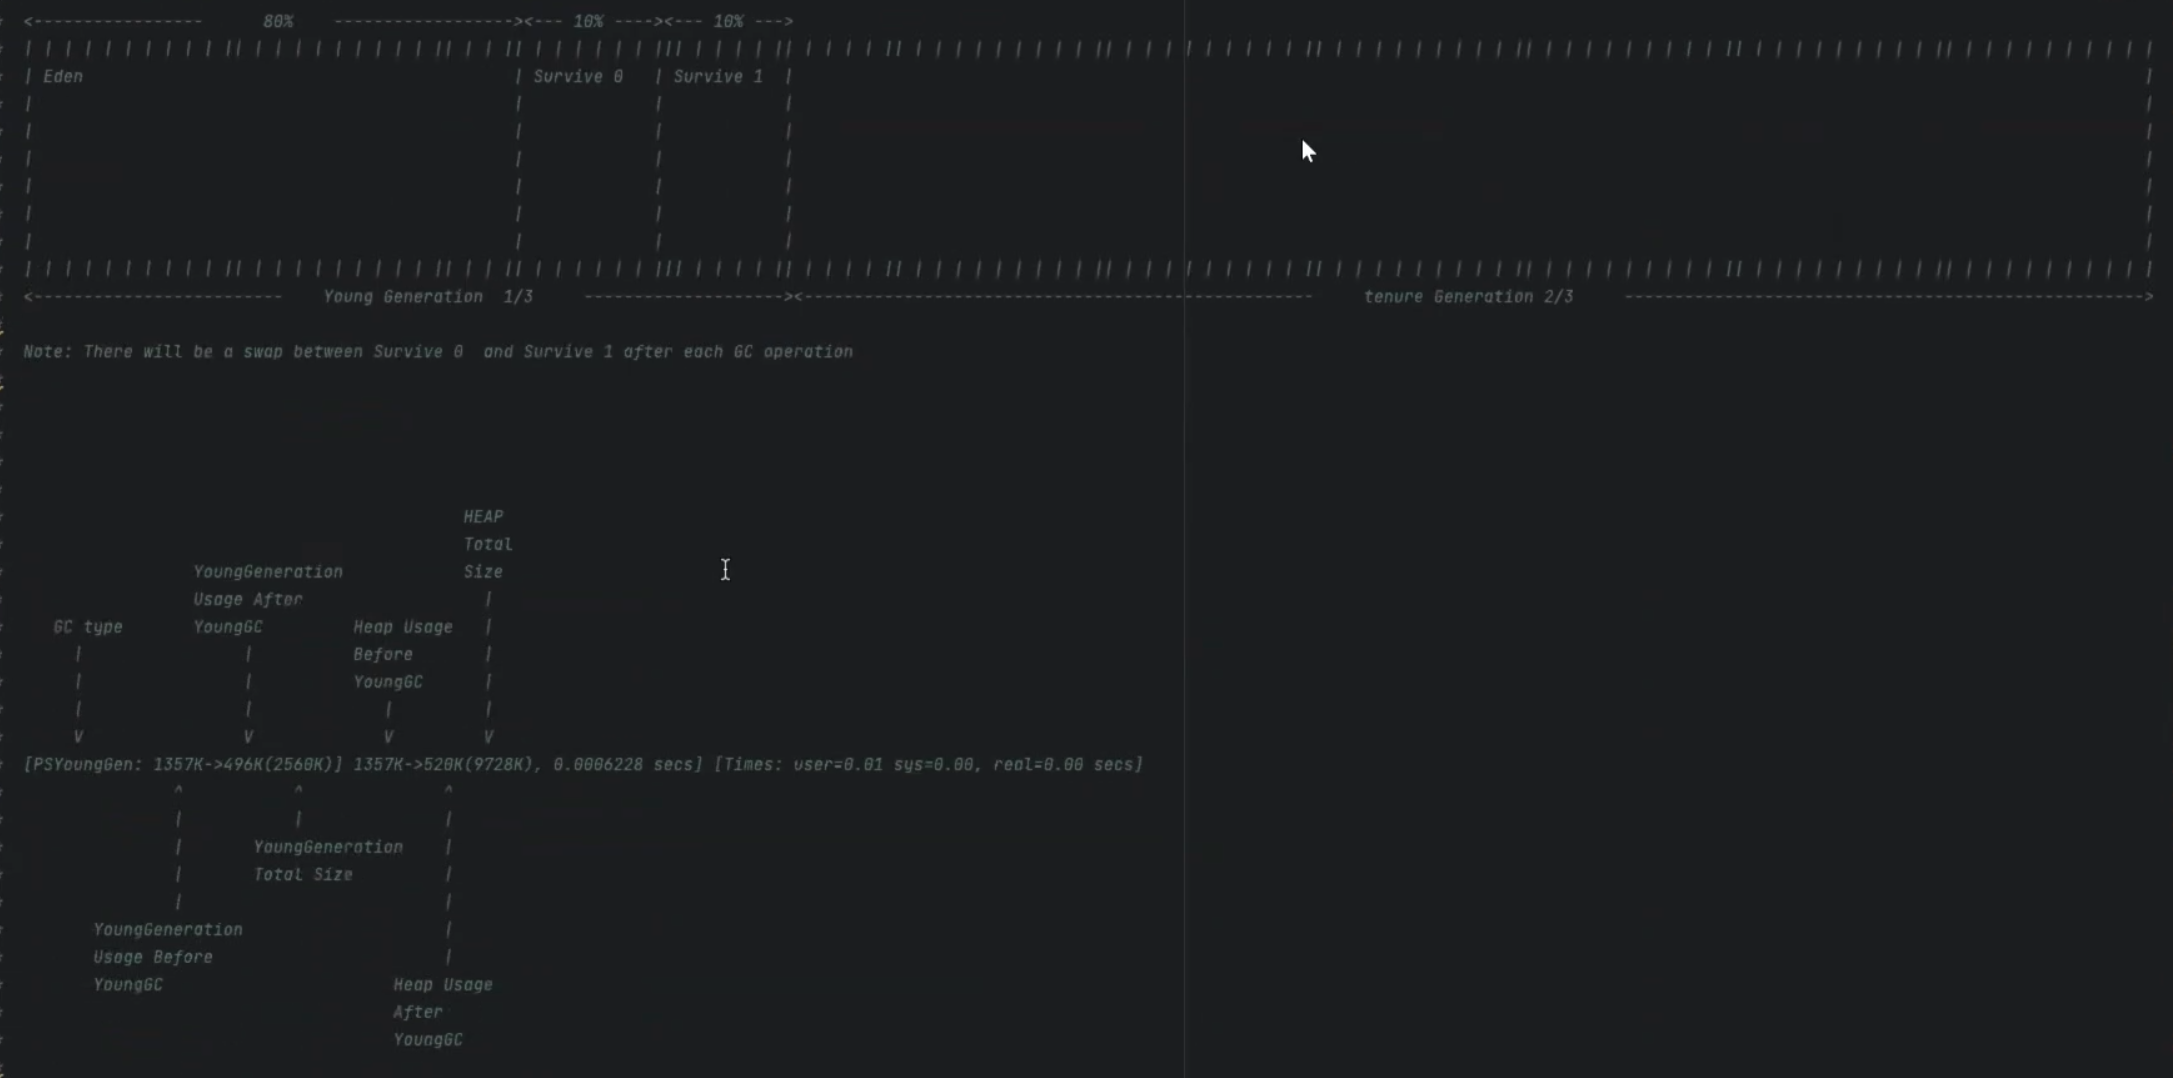 <----------------- 80% ------------------><--- 10% ----><--- 10% --->
| Eden | Survive 0 | Survive 1 |
<------------------------- Young Generation 1/3 --------------------><--------------------------------------------------- tenure Generation 2/3 ---------------------------------------------------->
Note: There will be a swap between Survive 0 and Survive 1 after each GC operation
HEAP
Total
YoungGeneration Size
Usage After |
GC type YoungGC Heap Usage |
| | Before |
| | YoungGC |
| | | |
V V V V
[PSYoungGen: 1357K->496K(2560K)] 1357K->520K(9728K), 0.0006228 secs] [Times: user=0.01 sys=0.00, real=0.00 secs]
^ ^ ^
| | |
| YoungGeneration |
| Total Size |
| |
YoungGeneration |
Usage Before |
YoungGC Heap Usage
After
YoungGC